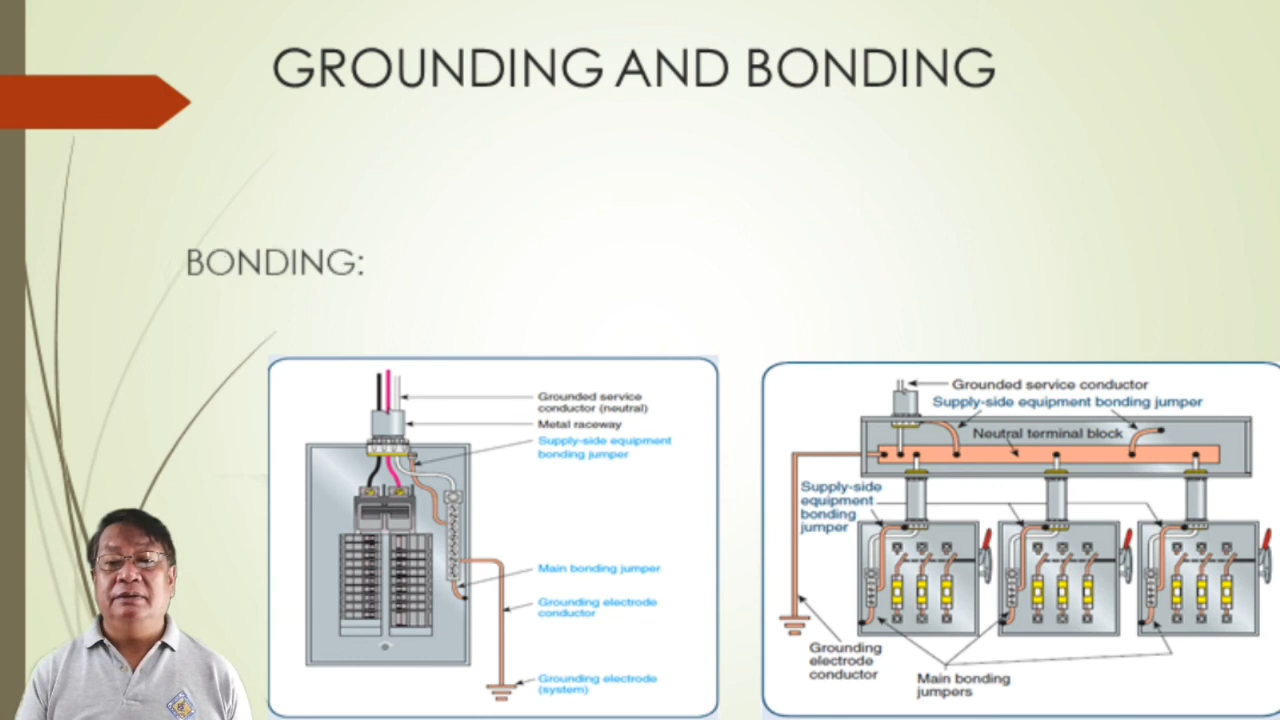 GROUNDING AND BONDING
BONDING:
Grounded service
conductor (neutral)
Metal raceway
Supply-side equipment
bonding jumper
Main bonding jumper
Grounding electrode
conductor
Grounding electrode
(system)
Grounded service conductor
Supply-side equipment bonding jumper
Neutral terminal block
Supply-side
equipment
bonding
jumper
Grounding
electrode
conductor
Main bonding
jumpers